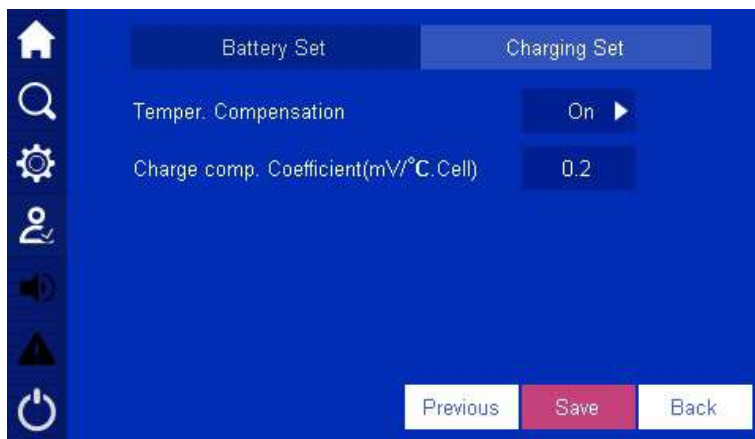 Battery Set Charging Set
Temper. Compensation On
Charge comp. Coefficient(mV/°C.Cell) 0.2
Previous Save Back